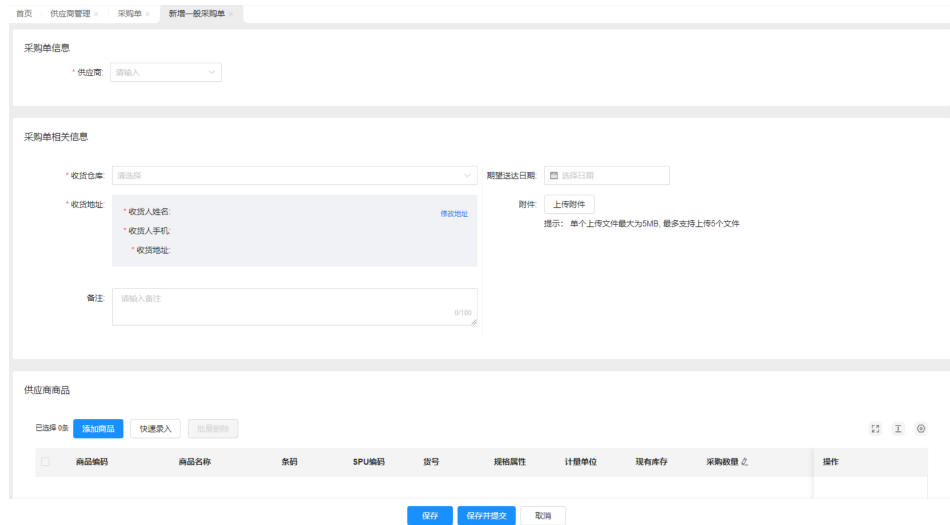 首页 供应商管理 × 采购单 × 新增一般采购单 ×
采购单信息
* 供应商: 请输入
采购单相关信息
* 收货仓库: 请选择 期望送达日期: 选择日期
* 收货地址: * 收货人姓名: 修改地址 附件: 上传附件
* 收货人手机: 提示: 单个上传文件最大为5MB, 最多支持上传5个文件
* 收货地址:
备注: 请输入备注
0/100
供应商商品
已选择 0条 添加商品 快速录入 批量删除
商品编码 商品名称 条码 SPU编码 货号 规格属性 计量单位 现有库存 采购数量 操作
保存 保存并提交 取消